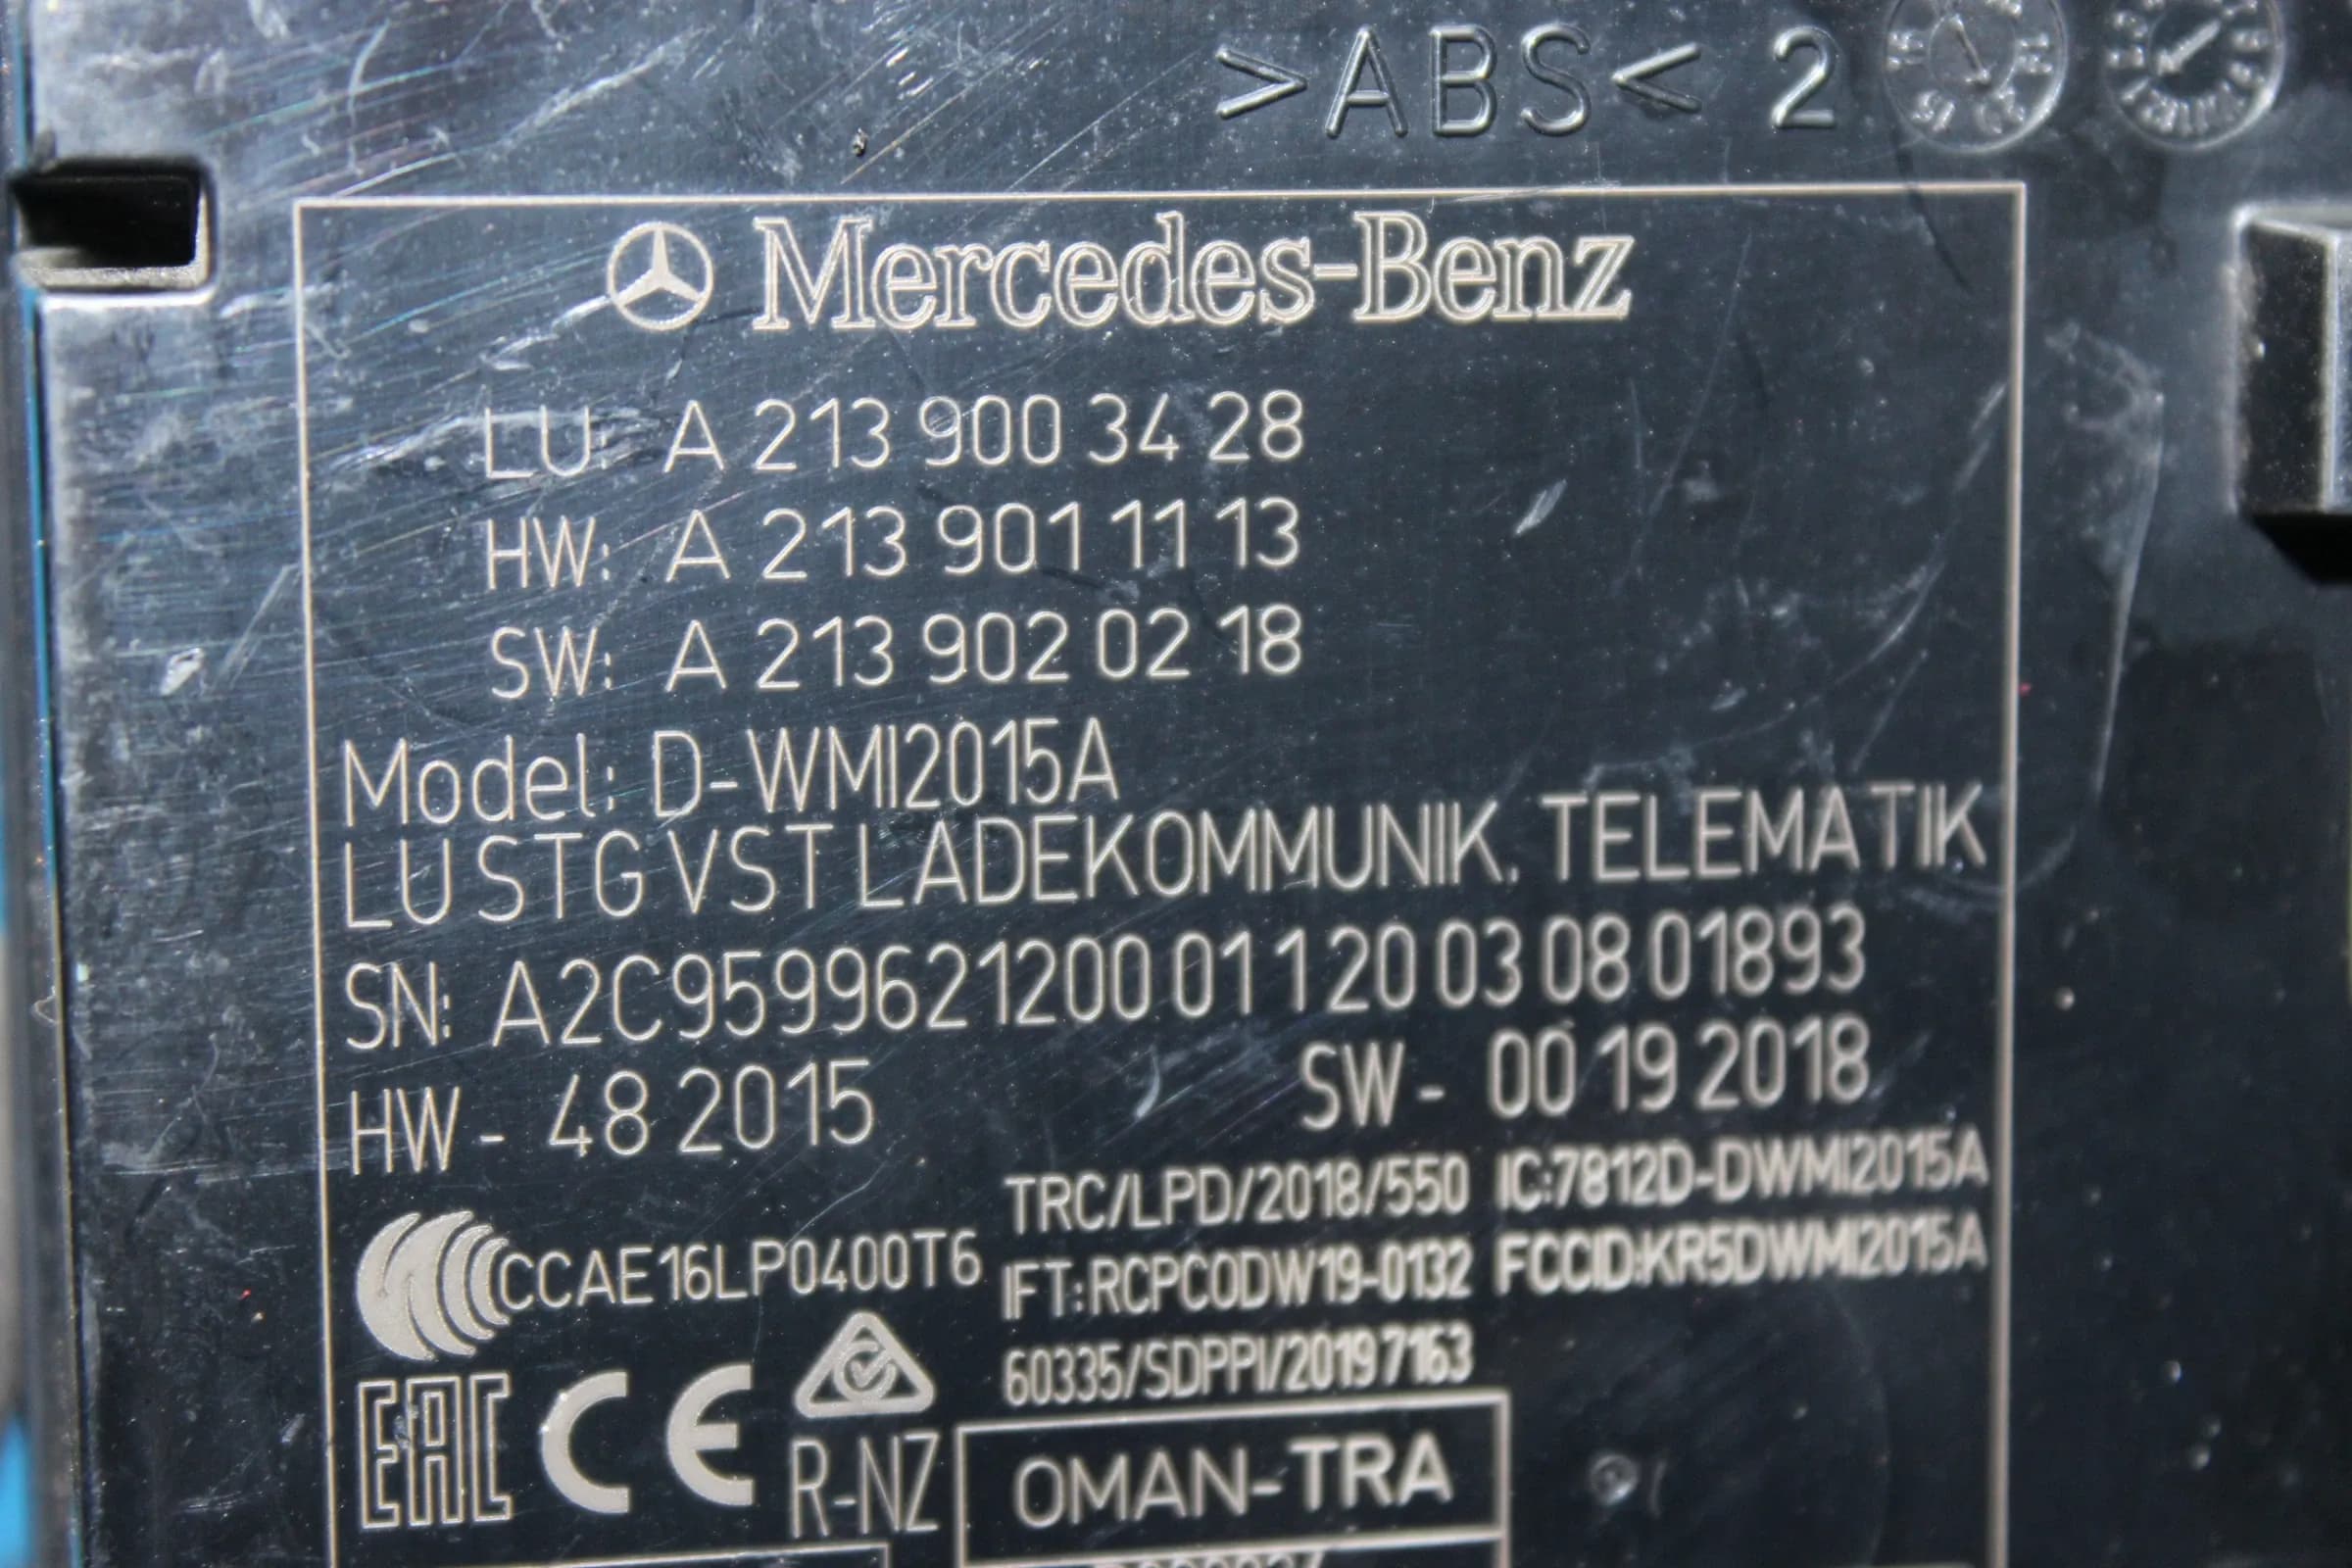 >ABS< 2
Mercedes-Benz
LU: A 213 900 34 28
HW: A 213 901 11 13
SW: A 213 902 02 18
Model: D-WMI2015A
LU STG VST LADEKOMMUNIK. TELEMATIK
SN: A2C9599621200 01 1 20 03 08 01893
HW - 48 2015 SW - 00 19 2018
TRC/LPD/2018/550 IC:7812D-DWMI2015A
CCAE16LP0400T6
IFT:RCPCODW19-0132 FCCID:KR5DWMI2015A
60335/SDPPI/2019 7163
EAC CE R-NZ
OMAN-TRA